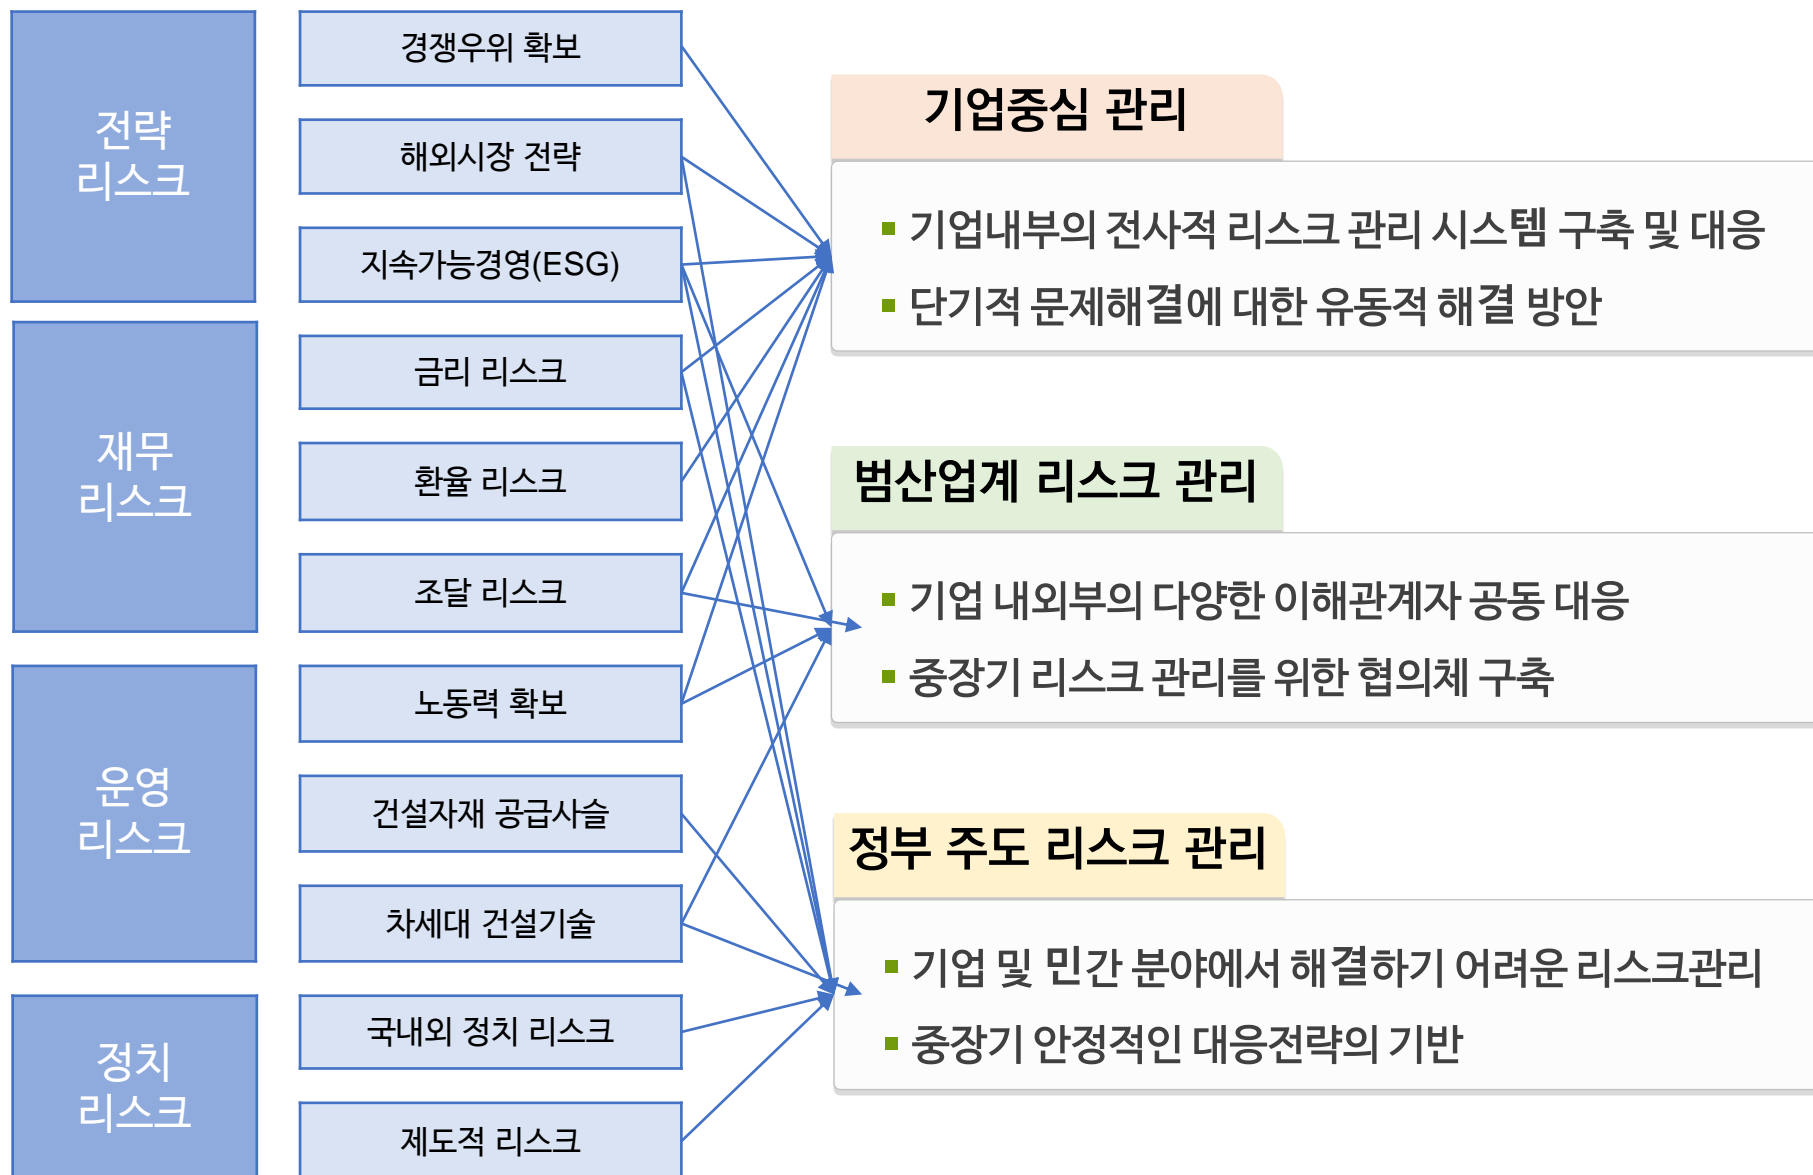 전략
리스크
경쟁우위 확보
해외시장 전략
지속가능경영(ESG)
재무
리스크
금리 리스크
환율 리스크
조달 리스크
운영
리스크
노동력 확보
건설자재 공급사슬
차세대 건설기술
정치
리스크
국내외 정치 리스크
제도적 리스크
기업중심 관리
▪ 기업내부의 전사적 리스크 관리 시스템 구축 및 대응
▪ 단기적 문제해결에 대한 유동적 해결 방안
범산업계 리스크 관리
▪ 기업 내외부의 다양한 이해관계자 공동 대응
▪ 중장기 리스크 관리를 위한 협의체 구축
정부 주도 리스크 관리
▪ 기업 및 민간 분야에서 해결하기 어려운 리스크관리
▪ 중장기 안정적인 대응전략의 기반